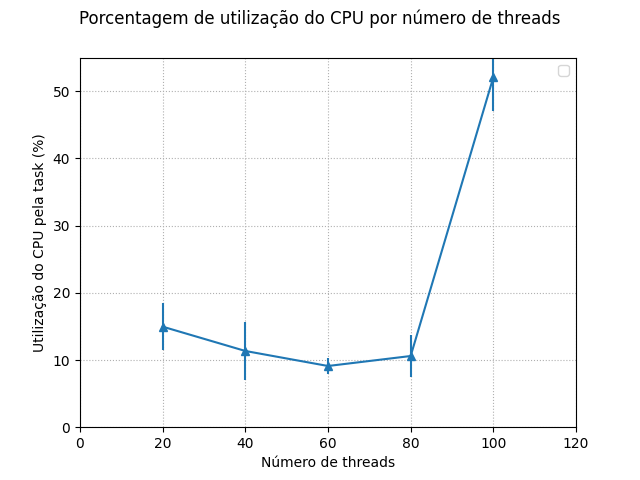 Porcentagem de utilização do CPU por número de threads
Utilização do CPU pela task (%)
50
40
30
20
10
0
0 20 40 60 80 100 120
Número de threads